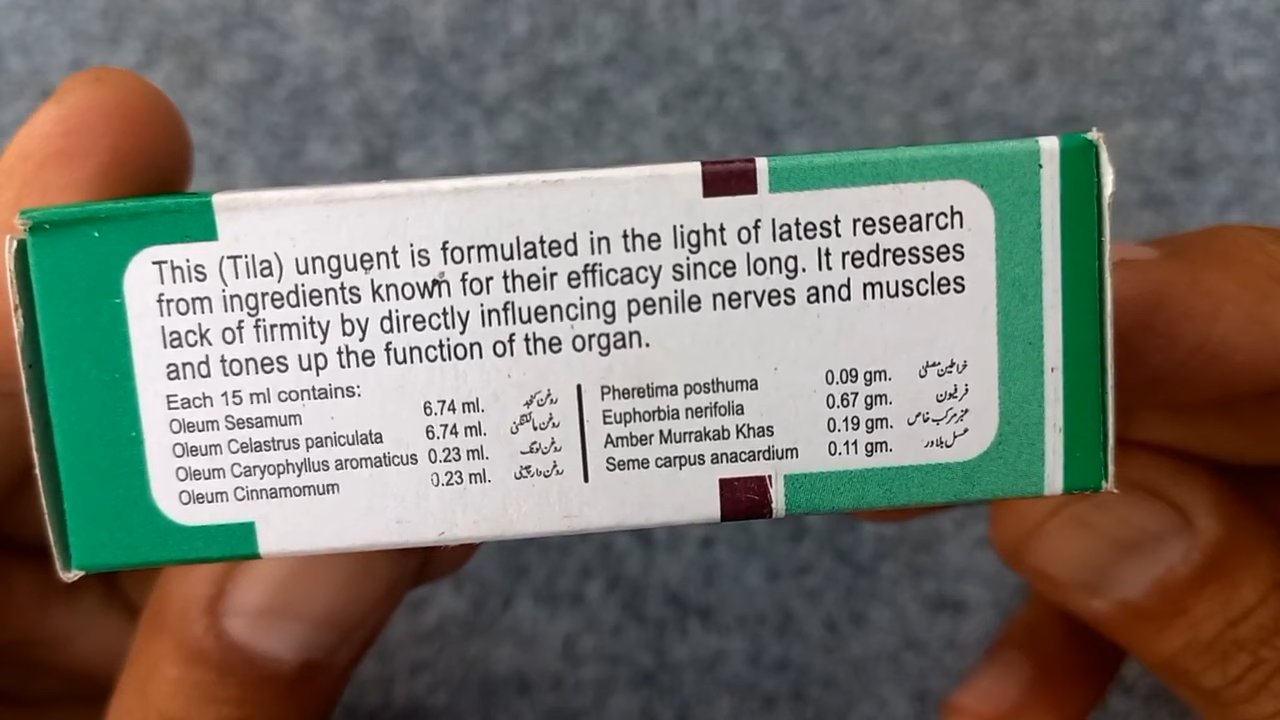 This (Tila) unguent is formulated in the light of latest research
from ingredients known for their efficacy since long. It redresses
lack of firmity by directly influencing penile nerves and muscles
and tones up the function of the organ.
Each 15 ml contains:
Oleum Sesamum 6.74 ml. روغن کنجد
Oleum Celastrus paniculata 6.74 ml. روغن مالکنگنی
Oleum Caryophyllus aromaticus 0.23 ml. روغن لونگ
Oleum Cinnamomum 0.23 ml. روغن دارچینی
Pheretima posthuma 0.09 gm. خراطین مصفی
Euphorbia nerifolia 0.67 gm. فرفیون
Amber Murrakab Khas 0.19 gm. عنبر مرکب خاص
Seme carpus anacardium 0.11 gm. عسل بلادر